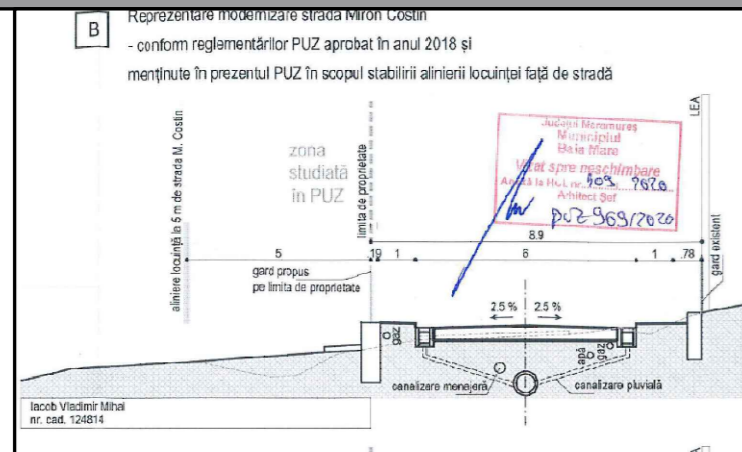 B
Reprezentare modernizare strada Miron Costin
- conform reglementărilor PUZ aprobat în anul 2018 și
menținute în prezentul PUZ în scopul stabilirii alinierii locuinței față de stradă
aliniere locuință la 5 m de strada M. Costin
zona
studiată
în PUZ
limita de proprietate
LEA
Județul Maramureș
Municipiul
Baia Mare
Vizat spre neschimbare
Anexă la H.cl. nr. 509 2020
Arhitect Șef
PUZ 969/2020
8.9
5
.19
1
6
1
.78
gard propus
pe limita de proprietate
gard existent
2.5 %
2.5 %
gaz
apă
gaz
canalizare menajeră
canalizare pluvială
Iacob Vladimir Mihai
nr. cad. 124814